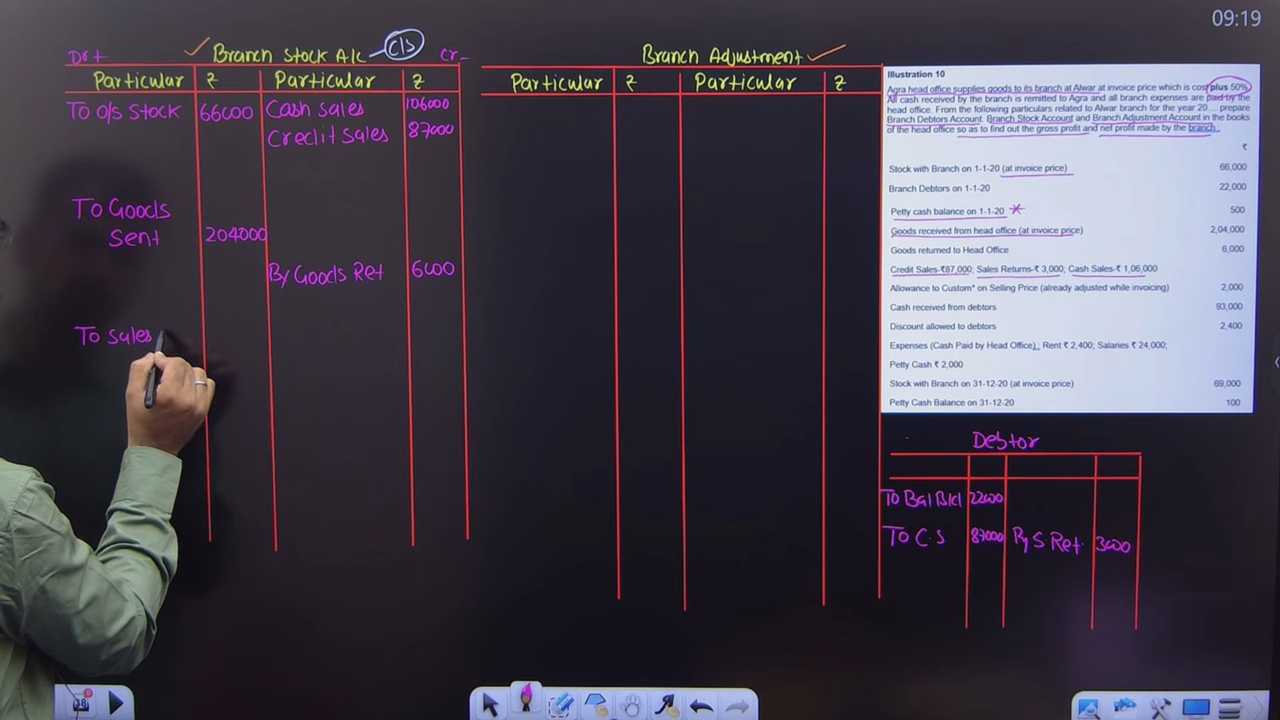 09:19
Dr + Branch Stock A/c C/S Cr -
Particular ₹ Particular ₹
To o/s Stock 66000 Cash sales 106000
Credit Sales 87000
To Goods
Sent 204000
By Goods Ret 6000
To sales
Branch Adjustment
Particular ₹ Particular ₹
Illustration 10
Agra head office supplies goods to its branch at Alwar at invoice price which is cost plus 50%.
All cash received by the branch is remitted to Agra and all branch expenses are paid by the
head office. From the following particulars related to Alwar branch for the year 20... prepare
Branch Debtors Account, Branch Stock Account and Branch Adjustment Account in the books
of the head office so as to find out the gross profit and net profit made by the branch.
₹
Stock with Branch on 1-1-20 (at invoice price) 66,000
Branch Debtors on 1-1-20 22,000
Petty cash balance on 1-1-20 500
Goods received from head office (at invoice price) 2,04,000
Goods returned to Head Office 6,000
Credit Sales-₹87,000; Sales Returns-₹ 3,000; Cash Sales-₹ 1,06,000
Allowance to Custom* on Selling Price (already adjusted while invoicing) 2,000
Cash received from debtors 93,000
Discount allowed to debtors 2,400
Expenses (Cash Paid by Head Office) : Rent ₹ 2,400; Salaries ₹ 24,000;
Petty Cash ₹ 2,000
Stock with Branch on 31-12-20 (at invoice price) 69,000
Petty Cash Balance on 31-12-20 100
Debtor
To Bal B/d 22000
To C.S 87000 By S Ret. 3000
38